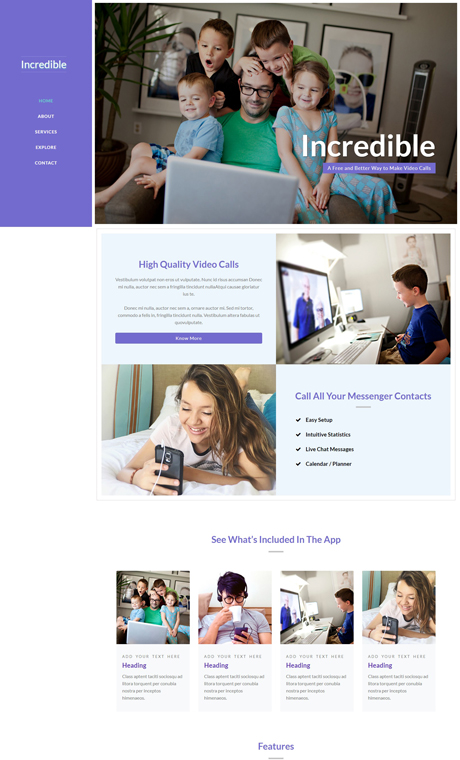 Incredible
HOME
ABOUT
SERVICES
EXPLORE
CONTACT
Incredible
A Free and Better Way to Make Video Calls
High Quality Video Calls
Vestibulum volutpat non eros ut vulputate. Nunc id risus accumsan Donec
mi nulla, auctor nec sem a fringilla tincidunt nullaAliqui causae gloriatur
ius te.
Donec mi nulla, auctor nec sem a, ornare auctor mi. Sed mi tortor,
commodo a felis in, fringilla tincidunt nulla. Vestibulum altera fabulas ut
quovulputate.
Know More
Call All Your Messenger Contacts
Easy Setup
Intuitive Statistics
Live Chat Messages
Calendar / Planner
See What's Included In The App
ADD YOUR TEXT HERE
Heading
Class aptent taciti sociosqu ad
litora torquent per conubia
nostra per inceptos
himenaeos.
ADD YOUR TEXT HERE
Heading
Class aptent taciti sociosqu ad
litora torquent per conubia
nostra per inceptos
himenaeos.
ADD YOUR TEXT HERE
Heading
Class aptent taciti sociosqu ad
litora torquent per conubia
nostra per inceptos
himenaeos.
ADD YOUR TEXT HERE
Heading
Class aptent taciti sociosqu ad
litora torquent per conubia
nostra per inceptos
himenaeos.
Features